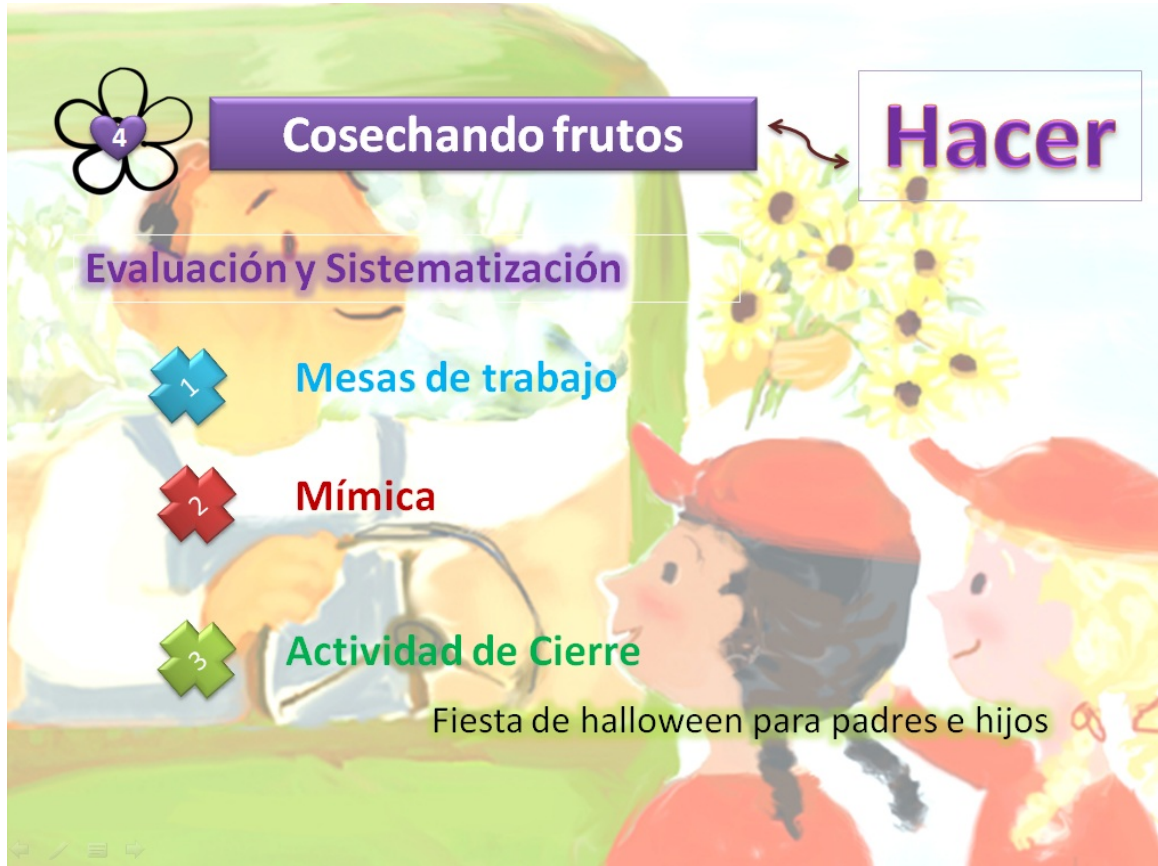 4
Cosechando frutos
Hacer
Evaluación y Sistematización
1
Mesas de trabajo
2
Mímica
3
Actividad de Cierre
Fiesta de halloween para padres e hijos